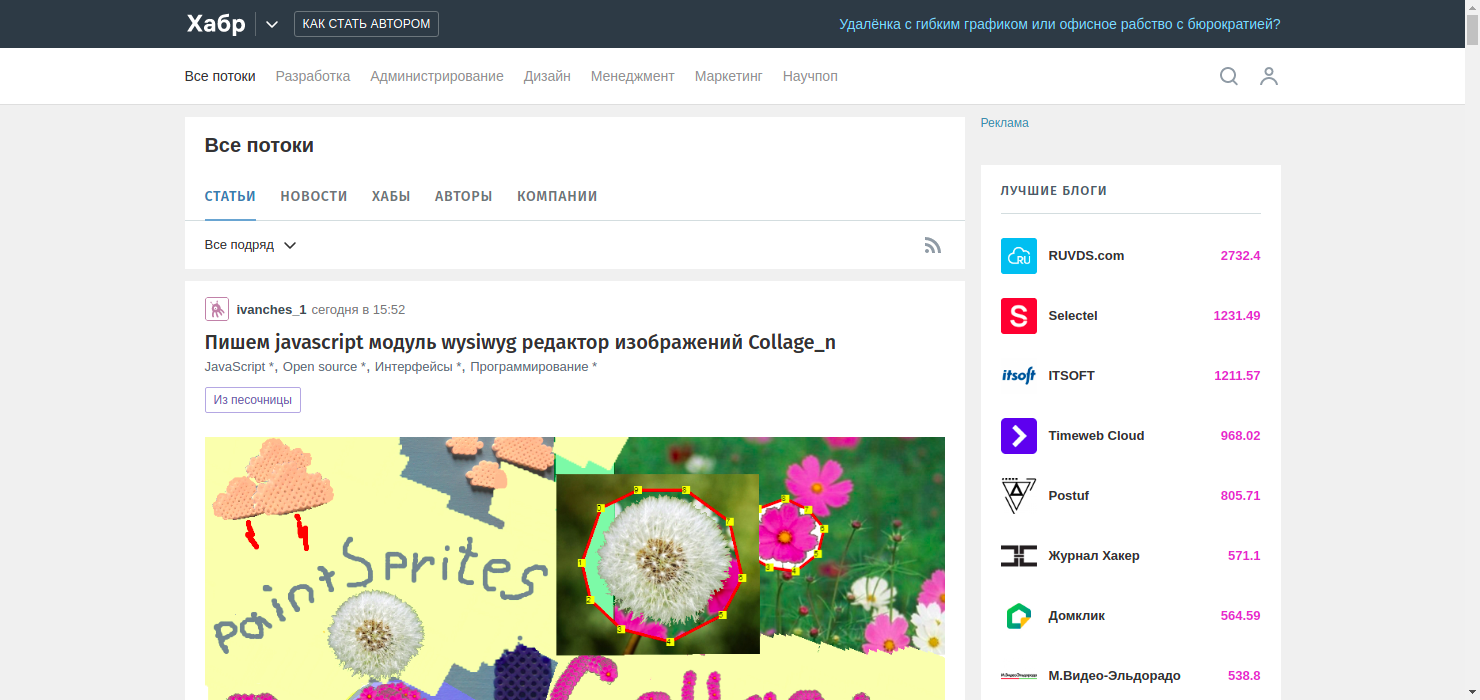 Хабр
КАК СТАТЬ АВТОРОМ
Удалёнка с гибким графиком или офисное рабство с бюрократией?
Все потоки Разработка Администрирование Дизайн Менеджмент Маркетинг Научпоп
Все потоки
СТАТЬИ НОВОСТИ ХАБЫ АВТОРЫ КОМПАНИИ
Все подряд
ivanches_1 сегодня в 15:52
Пишем javascript модуль wysiwyg редактор изображений Collage_n
JavaScript *, Open source *, Интерфейсы *, Программирование *
Из песочницы
paint Sprites
Реклама
ЛУЧШИЕ БЛОГИ
RU
RUVDS.com 2732.4
S
Selectel 1231.49
itsoft
ITSOFT 1211.57
Timeweb Cloud 968.02
Postuf 805.71
Журнал Хакер 571.1
Домклик 564.59
М.Видео-Эльдорадо 538.8